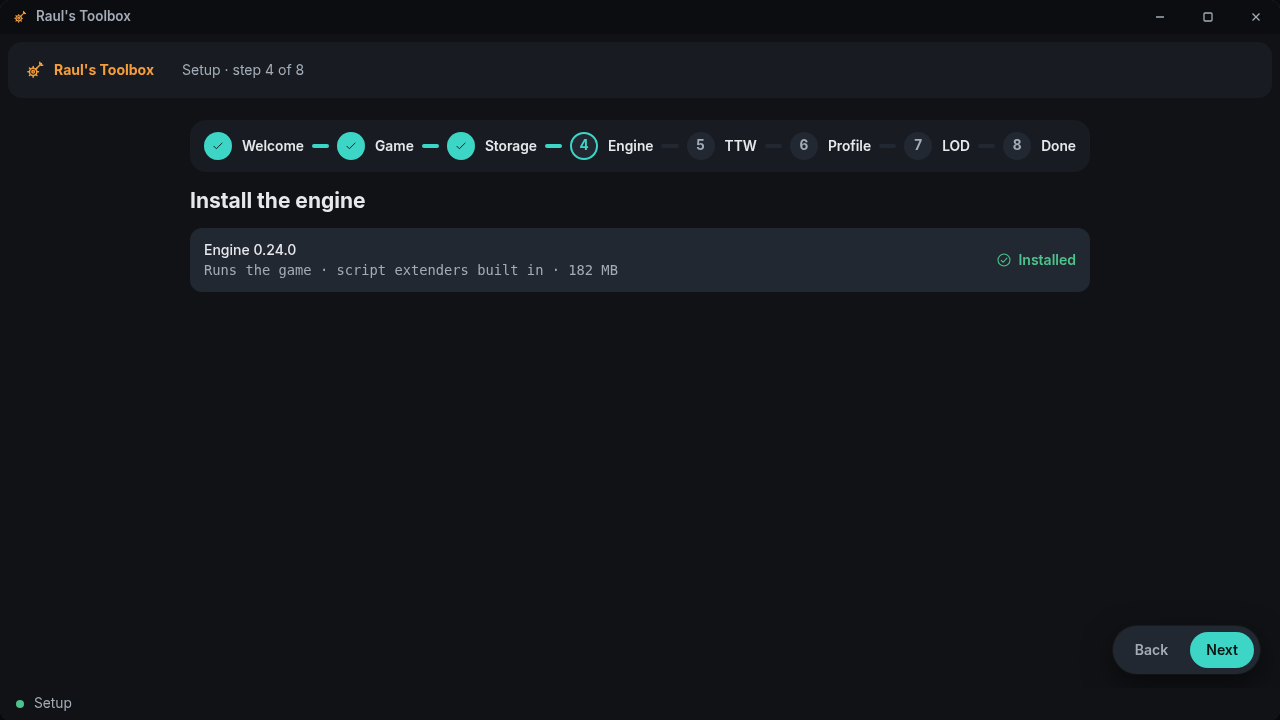 Raul's Toolbox
Raul's Toolbox Setup · step 4 of 8
Welcome Game Storage 4 Engine 5 TTW 6 Profile 7 LOD 8 Done
Install the engine
Engine 0.24.0
Runs the game · script extenders built in · 182 MB
Installed
Back Next
Setup